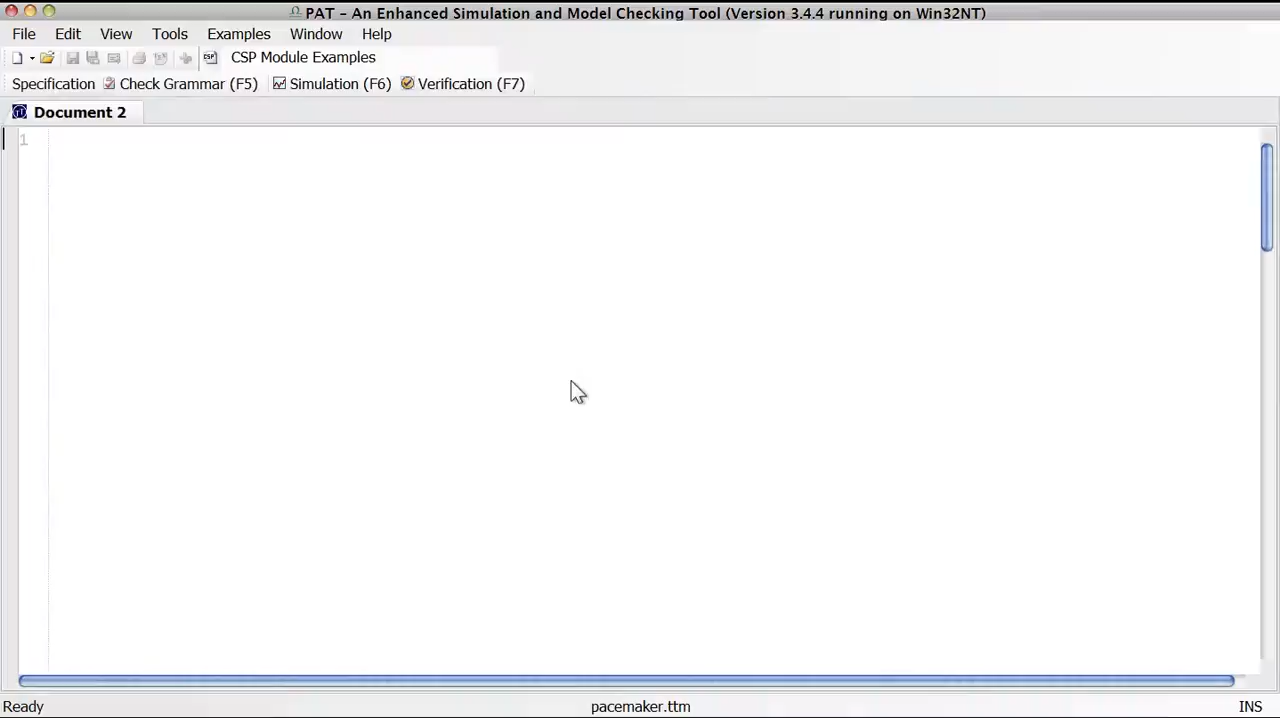 PAT - An Enhanced Simulation and Model Checking Tool (Version 3.4.4 running on Win32NT)
File Edit View Tools Examples Window Help
CSP CSP Module Examples
Specification Check Grammar (F5) Simulation (F6) Verification (F7)
Document 2
1
Ready pacemaker.ttm INS